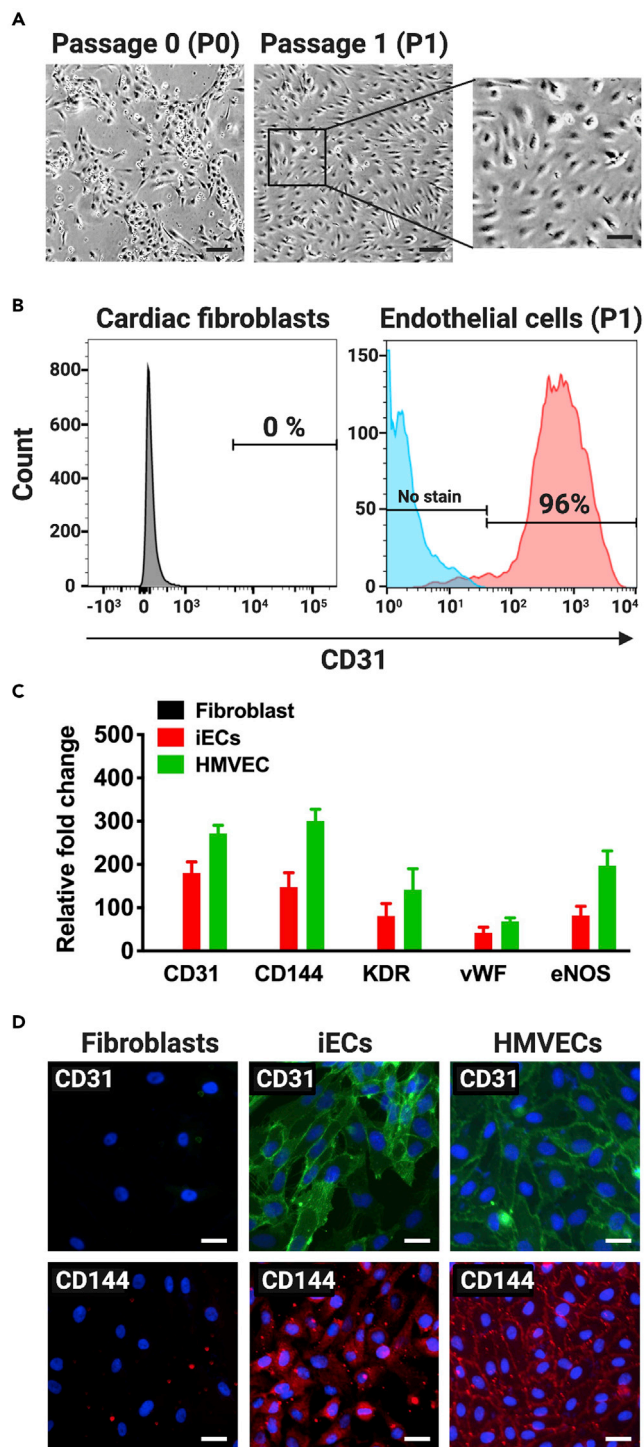 A
Passage 0 (P0)
Passage 1 (P1)
B
Cardiac fibroblasts
Endothelial cells (P1)
Count
800
600
400
200
0
0 %
-10³
0
10³
10⁴
10⁵
150
100
50
0
No stain
96%
10⁰
10¹
10²
10³
10⁴
CD31
C
Fibroblast
iECs
HMVEC
Relative fold change
500
400
300
200
100
0
CD31
CD144
KDR
vWF
eNOS
D
Fibroblasts
iECs
HMVECs
CD31
CD31
CD31
CD144
CD144
CD144